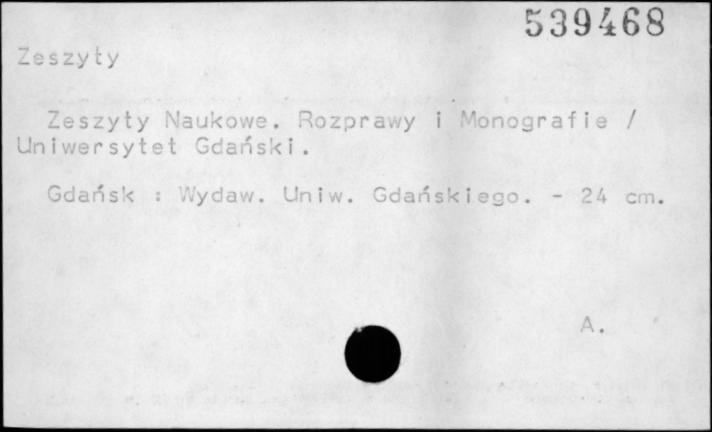 539468
Zeszyty
Zeszyty Naukowe. Rozprawy i Monografie /
Uniwersytet Gdański.
Gdańsk : Wydaw. Uniw. Gdańskiego. - 24 cm.
A.